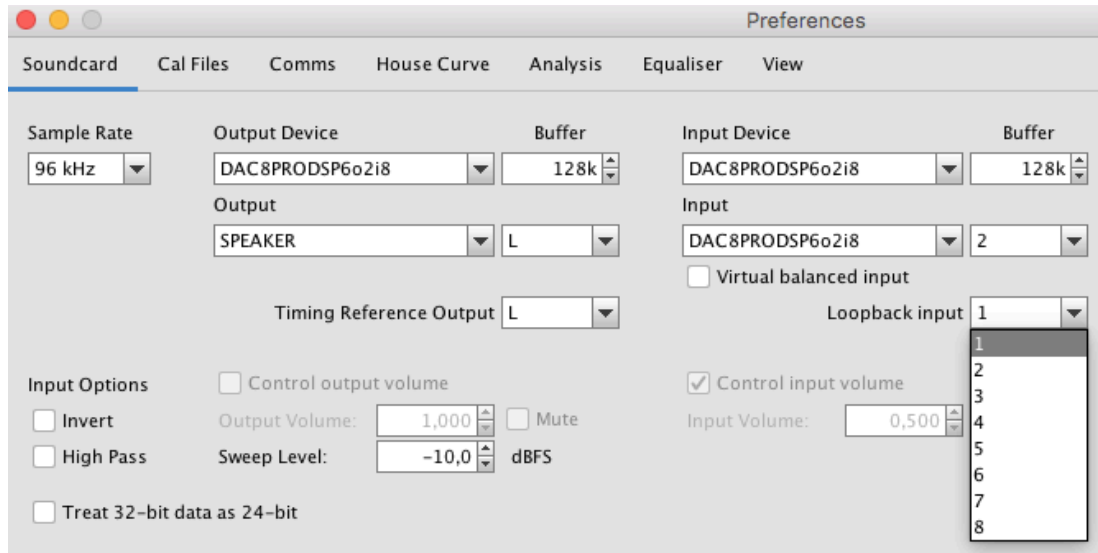 Preferences
Soundcard Cal Files Comms House Curve Analysis Equaliser View
Sample Rate Output Device Buffer Input Device Buffer
96 kHz DAC8PRODSP6o2i8 128k DAC8PRODSP6o2i8 128k
Output Input
SPEAKER L DAC8PRODSP6o2i8 2
Virtual balanced input
Timing Reference Output L Loopback input 1
1
2
3
4
5
6
7
8
Input Options Control output volume Control input volume
Invert Output Volume: 1,000 Mute Input Volume: 0,500
High Pass Sweep Level: -10,0 dBFS
Treat 32-bit data as 24-bit